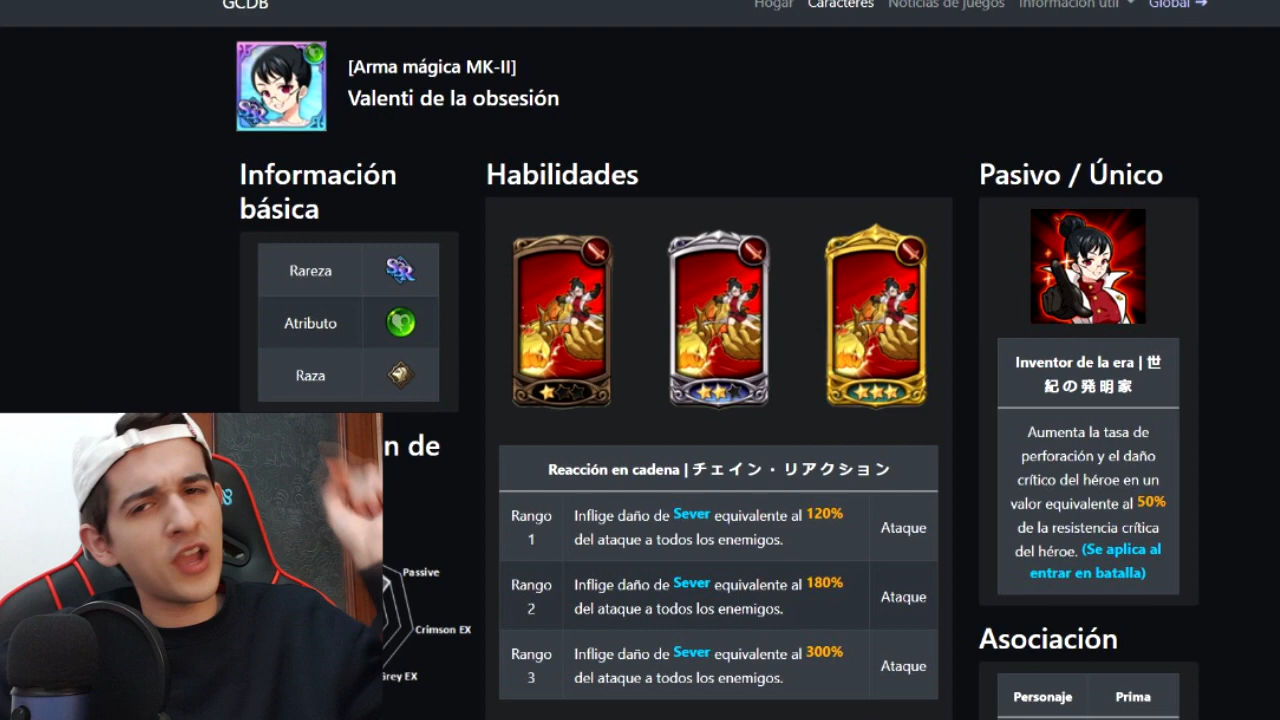 GCDB
Hogar Caracteres Noticias de juegos Información útil Global →
[Arma mágica MK-II]
Valenti de la obsesión
Información
básica
Rareza SSR
Atributo
Raza
n de
Passive
Crimson EX
Grey EX
Habilidades
Reacción en cadena | チェイン・リアクション
Rango
1
Inflige daño de Sever equivalente al 120%
del ataque a todos los enemigos.
Ataque
Rango
2
Inflige daño de Sever equivalente al 180%
del ataque a todos los enemigos.
Ataque
Rango
3
Inflige daño de Sever equivalente al 300%
del ataque a todos los enemigos.
Ataque
Pasivo / Único
Inventor de la era | 世
紀の発明家
Aumenta la tasa de
perforación y el daño
crítico del héroe en un
valor equivalente al 50%
de la resistencia crítica
del héroe. (Se aplica al
entrar en batalla)
Asociación
Personaje Prima